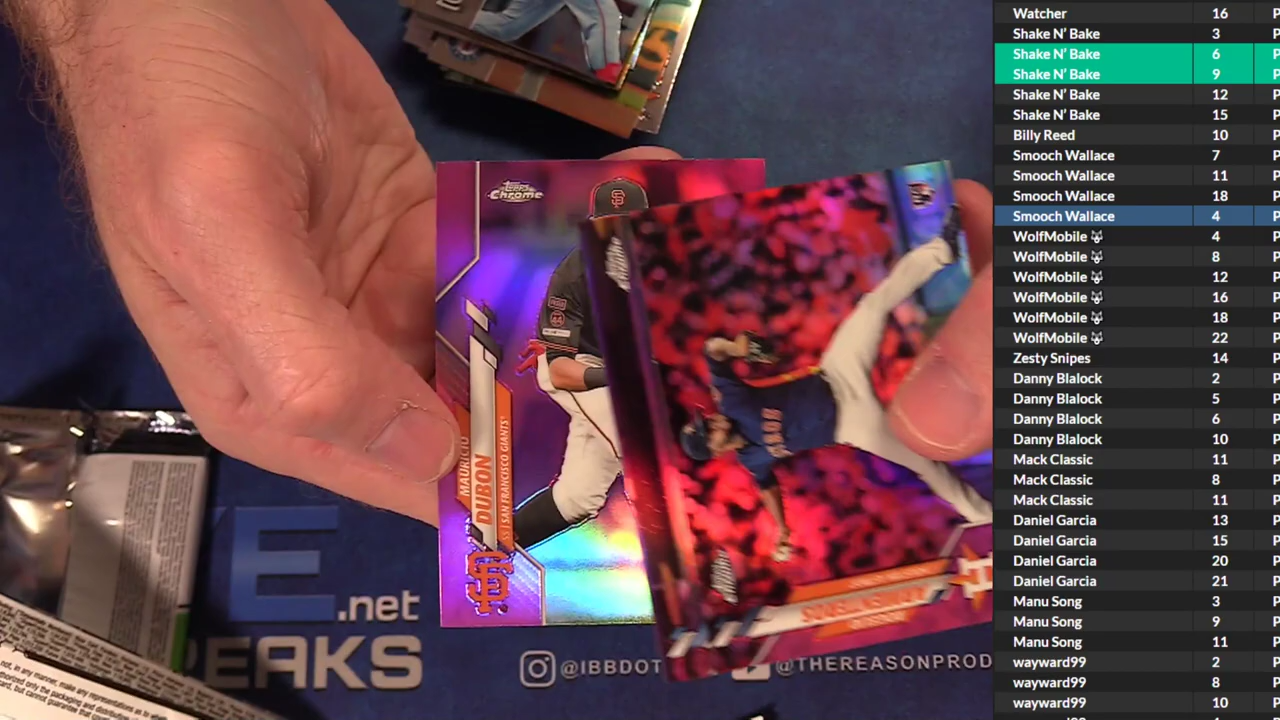 Topps
Chrome
MAURICIO
DUBON
SS | SAN FRANCISCO GIANTS
SF
E
.net
REAKS
@IBBDOT
@THEREASONPROD
Watcher 16 P
Shake N' Bake 3 P
Shake N' Bake 6 P
Shake N' Bake 9 P
Shake N' Bake 12 P
Shake N' Bake 15 P
Billy Reed 10 P
Smooch Wallace 7 P
Smooch Wallace 11 P
Smooch Wallace 18 P
Smooch Wallace 4 P
WolfMobile 🐺 4 P
WolfMobile 🐺 8 P
WolfMobile 🐺 12 P
WolfMobile 🐺 16 P
WolfMobile 🐺 18 P
WolfMobile 🐺 22 P
Zesty Snipes 14 P
Danny Blalock 2 P
Danny Blalock 5 P
Danny Blalock 6 P
Danny Blalock 10 P
Mack Classic 11 P
Mack Classic 8 P
Mack Classic 11 P
Daniel Garcia 13 P
Daniel Garcia 15 P
Daniel Garcia 20 P
Daniel Garcia 21 P
Manu Song 3 P
Manu Song 9 P
Manu Song 11 P
wayward99 2 P
wayward99 8 P
wayward99 10 P